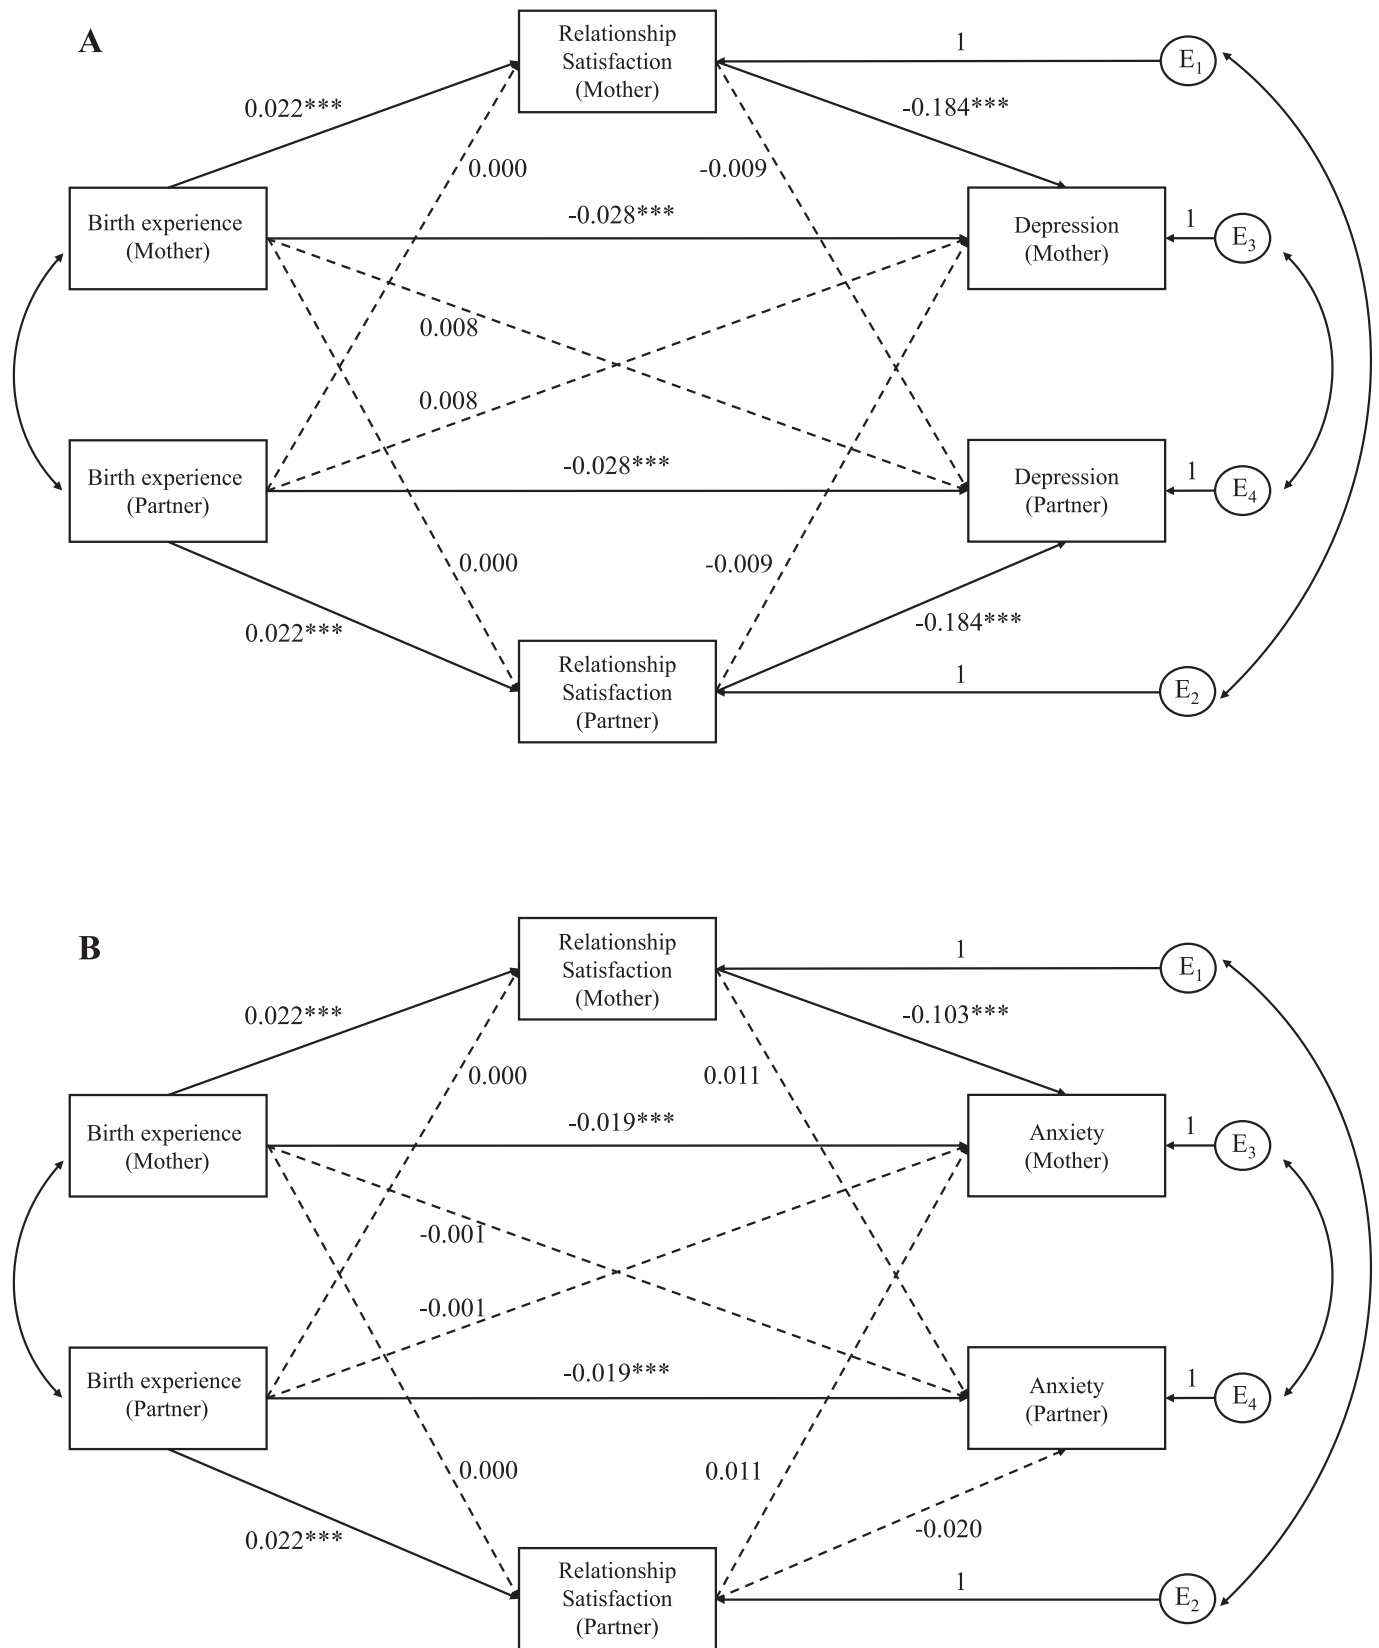 A
Relationship
Satisfaction
(Mother)
1
E1
0.022***
-0.184***
0.000
-0.009
Birth experience
(Mother)
-0.028***
Depression
(Mother)
1
E3
0.008
0.008
Birth experience
(Partner)
-0.028***
Depression
(Partner)
1
E4
0.000
-0.009
0.022***
-0.184***
Relationship
Satisfaction
(Partner)
1
E2
B
Relationship
Satisfaction
(Mother)
1
E1
0.022***
-0.103***
0.000
0.011
Birth experience
(Mother)
-0.019***
Anxiety
(Mother)
1
E3
-0.001
-0.001
Birth experience
(Partner)
-0.019***
Anxiety
(Partner)
1
E4
0.000
0.011
0.022***
-0.020
Relationship
Satisfaction
(Partner)
1
E2